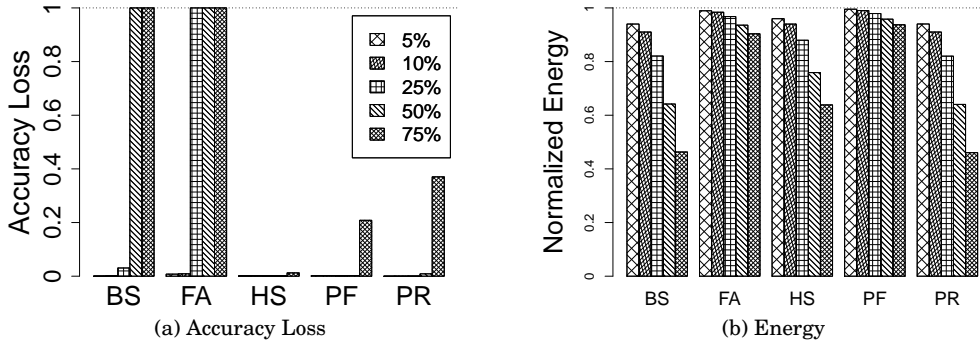 Accuracy Loss
0 0.2 0.4 0.6 0.8 1
5%
10%
25%
50%
75%
BS FA HS PF PR
(a) Accuracy Loss
Normalized Energy
0 0.2 0.4 0.6 0.8 1
BS FA HS PF PR
(b) Energy